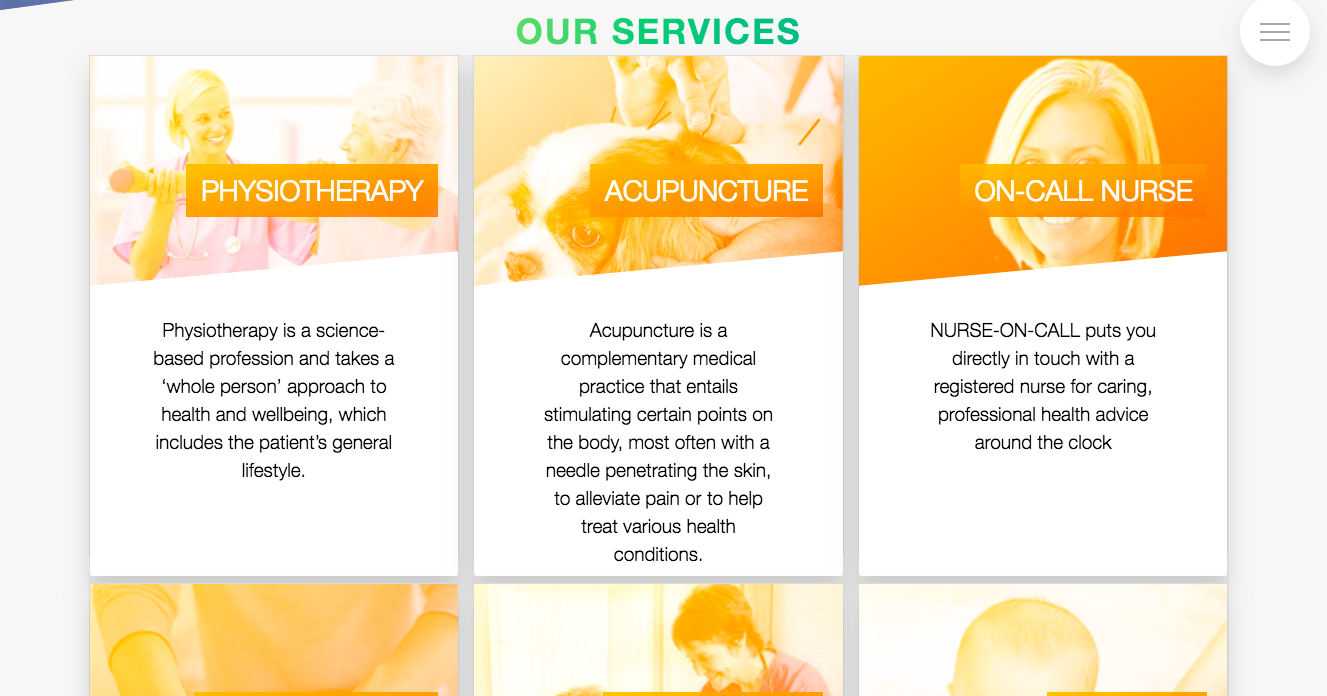 OUR SERVICES
PHYSIOTHERAPY
Physiotherapy is a science-
based profession and takes a
‘whole person’ approach to
health and wellbeing, which
includes the patient’s general
lifestyle.
ACUPUNCTURE
Acupuncture is a
complementary medical
practice that entails
stimulating certain points on
the body, most often with a
needle penetrating the skin,
to alleviate pain or to help
treat various health
conditions.
ON-CALL NURSE
NURSE-ON-CALL puts you
directly in touch with a
registered nurse for caring,
professional health advice
around the clock